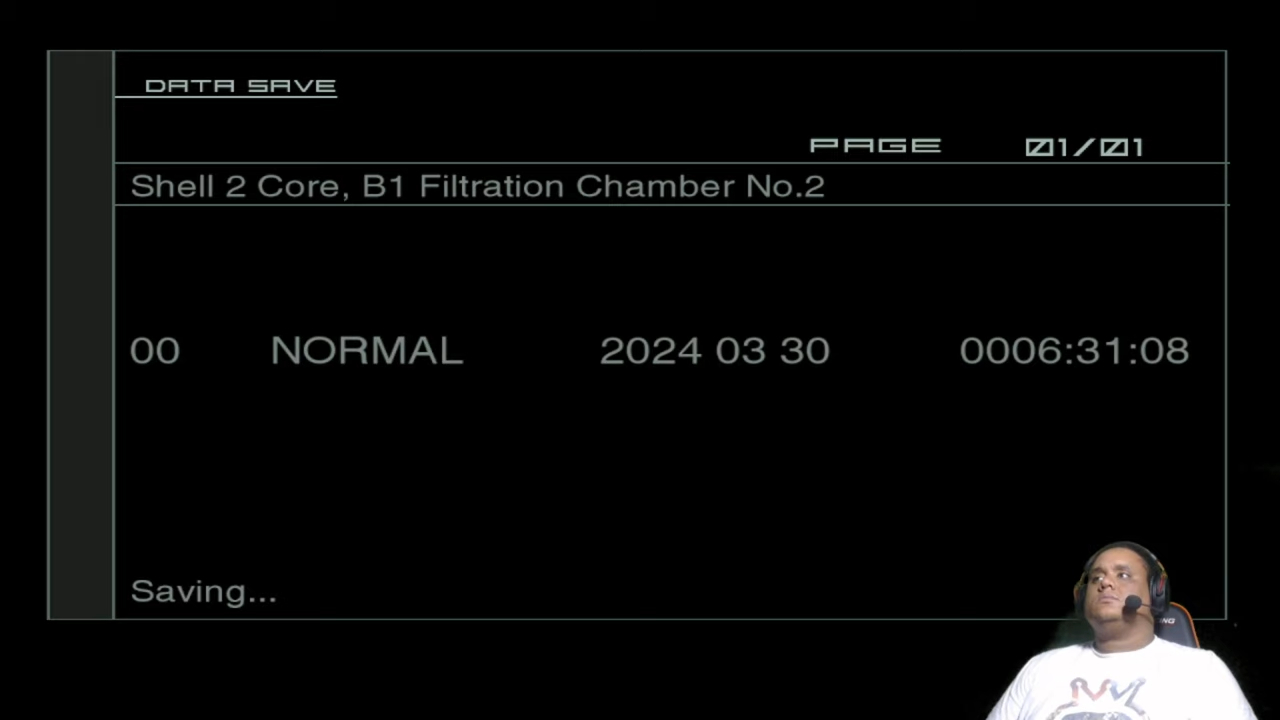 DATA SAVE
PAGE 01/01
Shell 2 Core, B1 Filtration Chamber No.2
00 NORMAL 2024 03 30 0006:31:08
Saving...